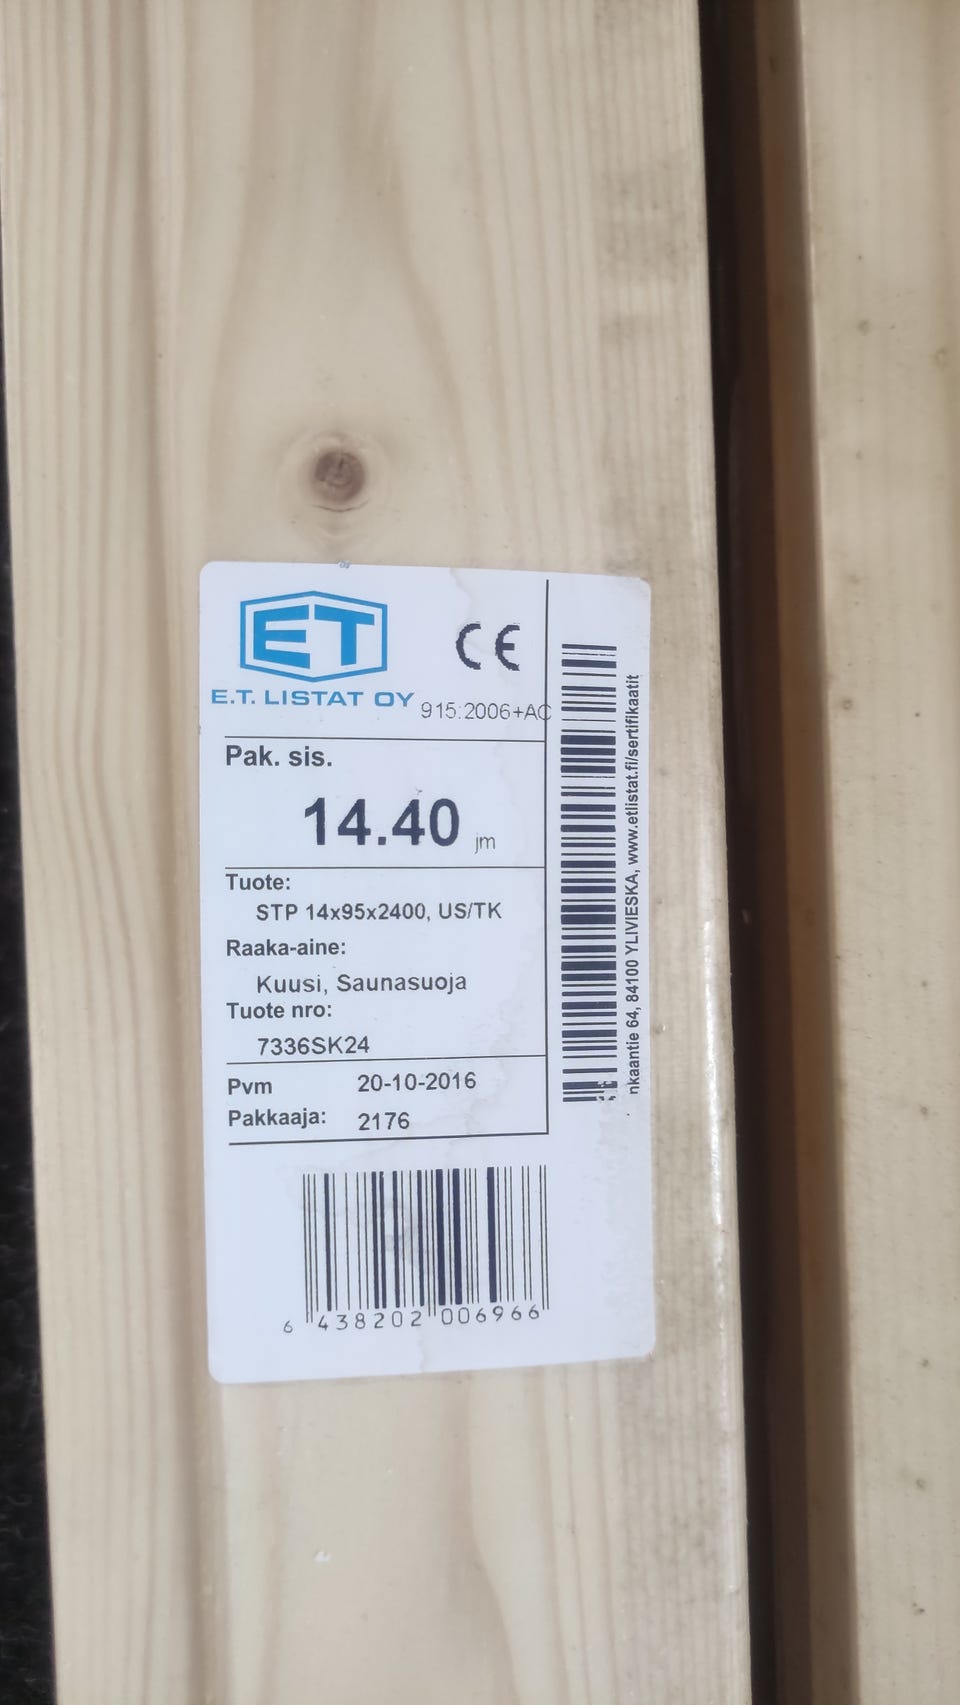 ET
CE
E.T. LISTAT OY
915:2006+AC
Pak. sis.
14.40 jm
Tuote:
STP 14x95x2400, US/TK
Raaka-aine:
Kuusi, Saunasuoja
Tuote nro:
7336SK24
Pvm 20-10-2016
Pakkaaja: 2176
6 438202 006966
nkaantie 64, 84100 YLIVIESKA, www.etlistat.fi/sertifikaatit